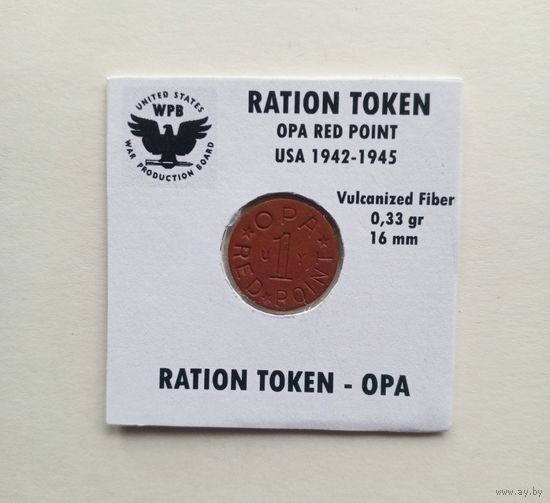 UNITED STATES
WPB
WAR PRODUCTION BOARD
RATION TOKEN
OPA RED POINT
USA 1942-1945
Vulcanized Fiber
0,33 gr
16 mm
OPA
U 1 Y
RED POINT
RATION TOKEN - OPA
www.ay.by